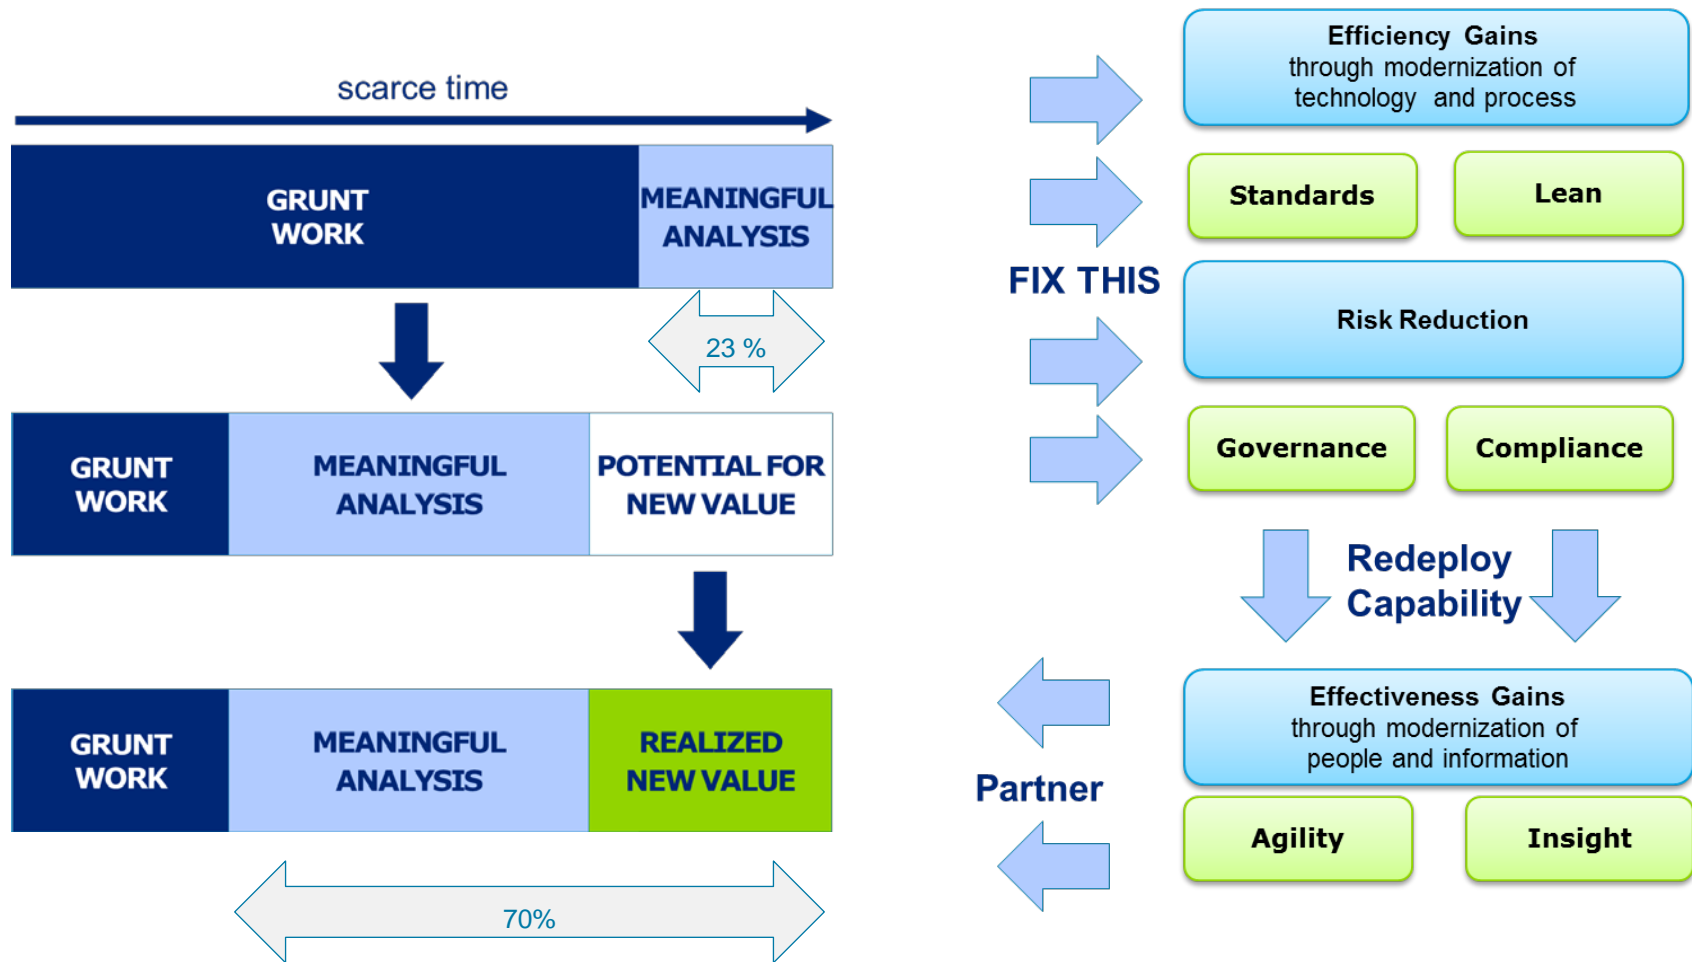 scarce time
GRUNT
WORK
MEANINGFUL
ANALYSIS
23 %
GRUNT
WORK
MEANINGFUL
ANALYSIS
POTENTIAL FOR
NEW VALUE
GRUNT
WORK
MEANINGFUL
ANALYSIS
REALIZED
NEW VALUE
70%
Efficiency Gains
through modernization of
technology and process
Standards
Lean
FIX THIS
Risk Reduction
Governance
Compliance
Redeploy
Capability
Effectiveness Gains
through modernization of
people and information
Partner
Agility
Insight